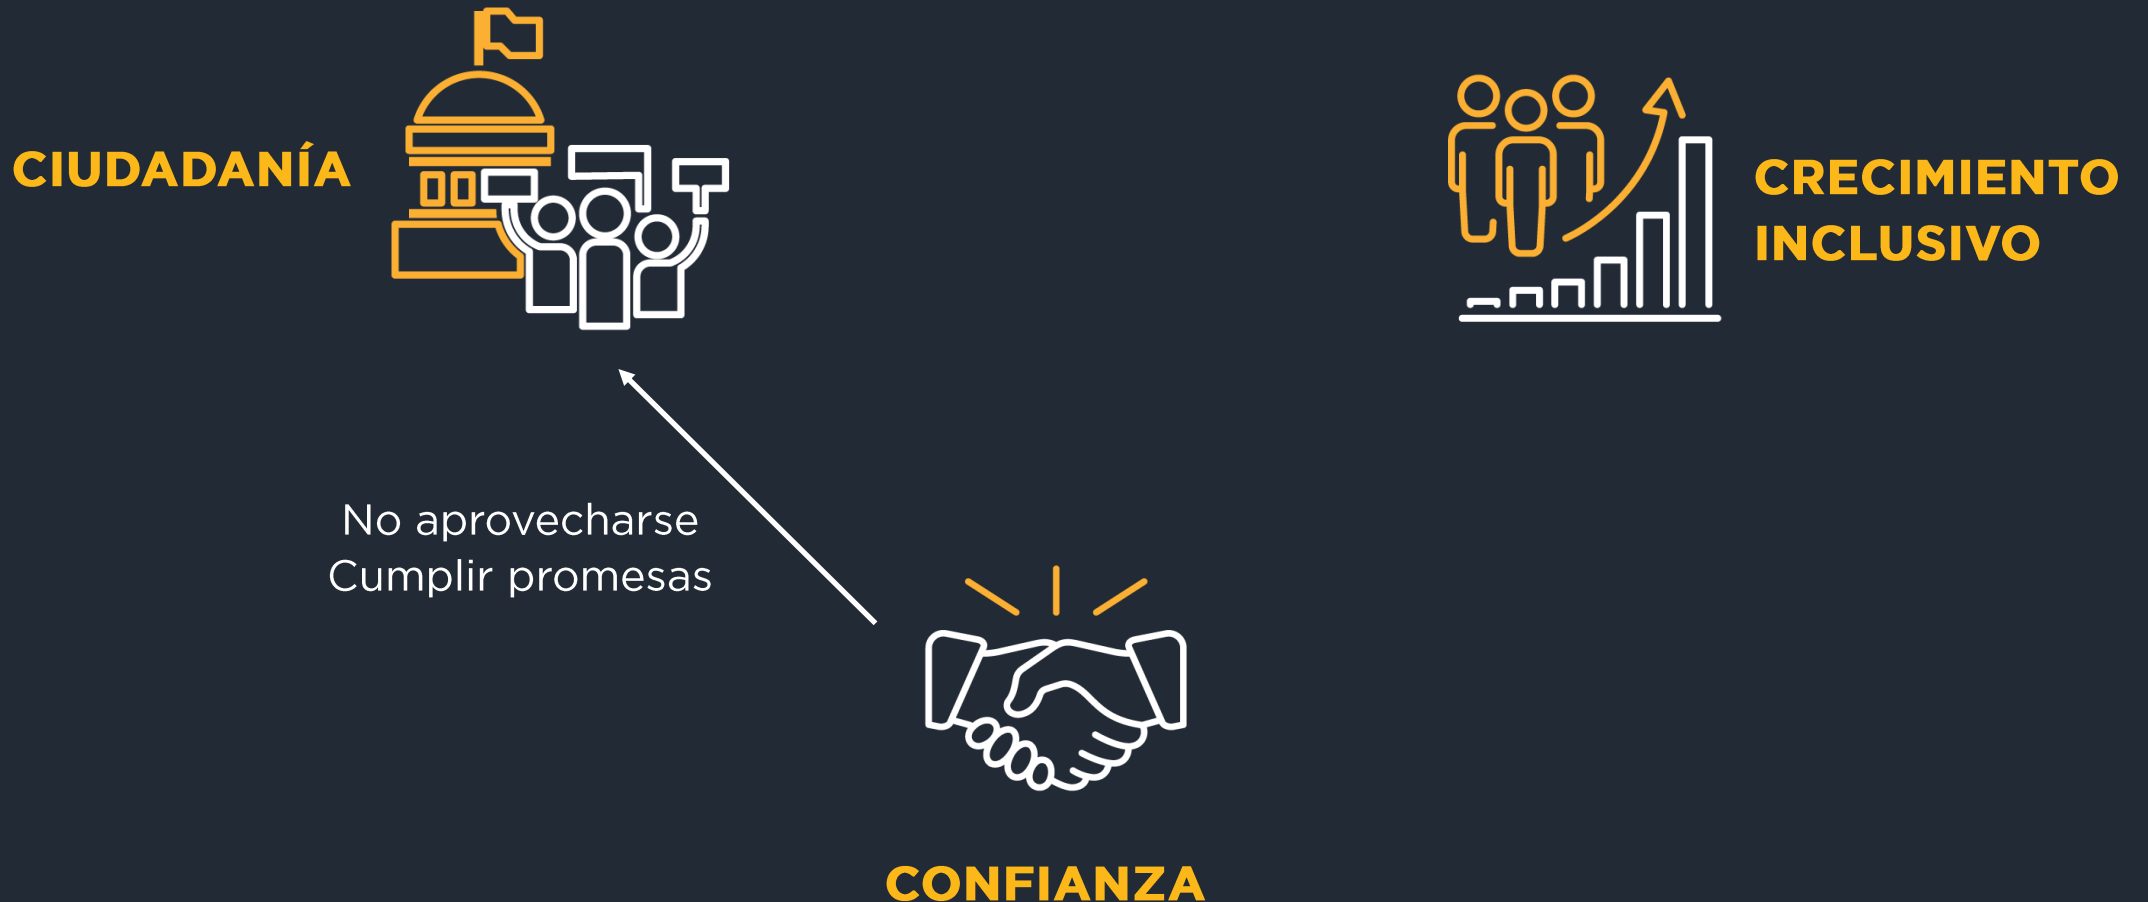 CIUDADANÍA
CRECIMIENTO
INCLUSIVO
No aprovecharse
Cumplir promesas
CONFIANZA